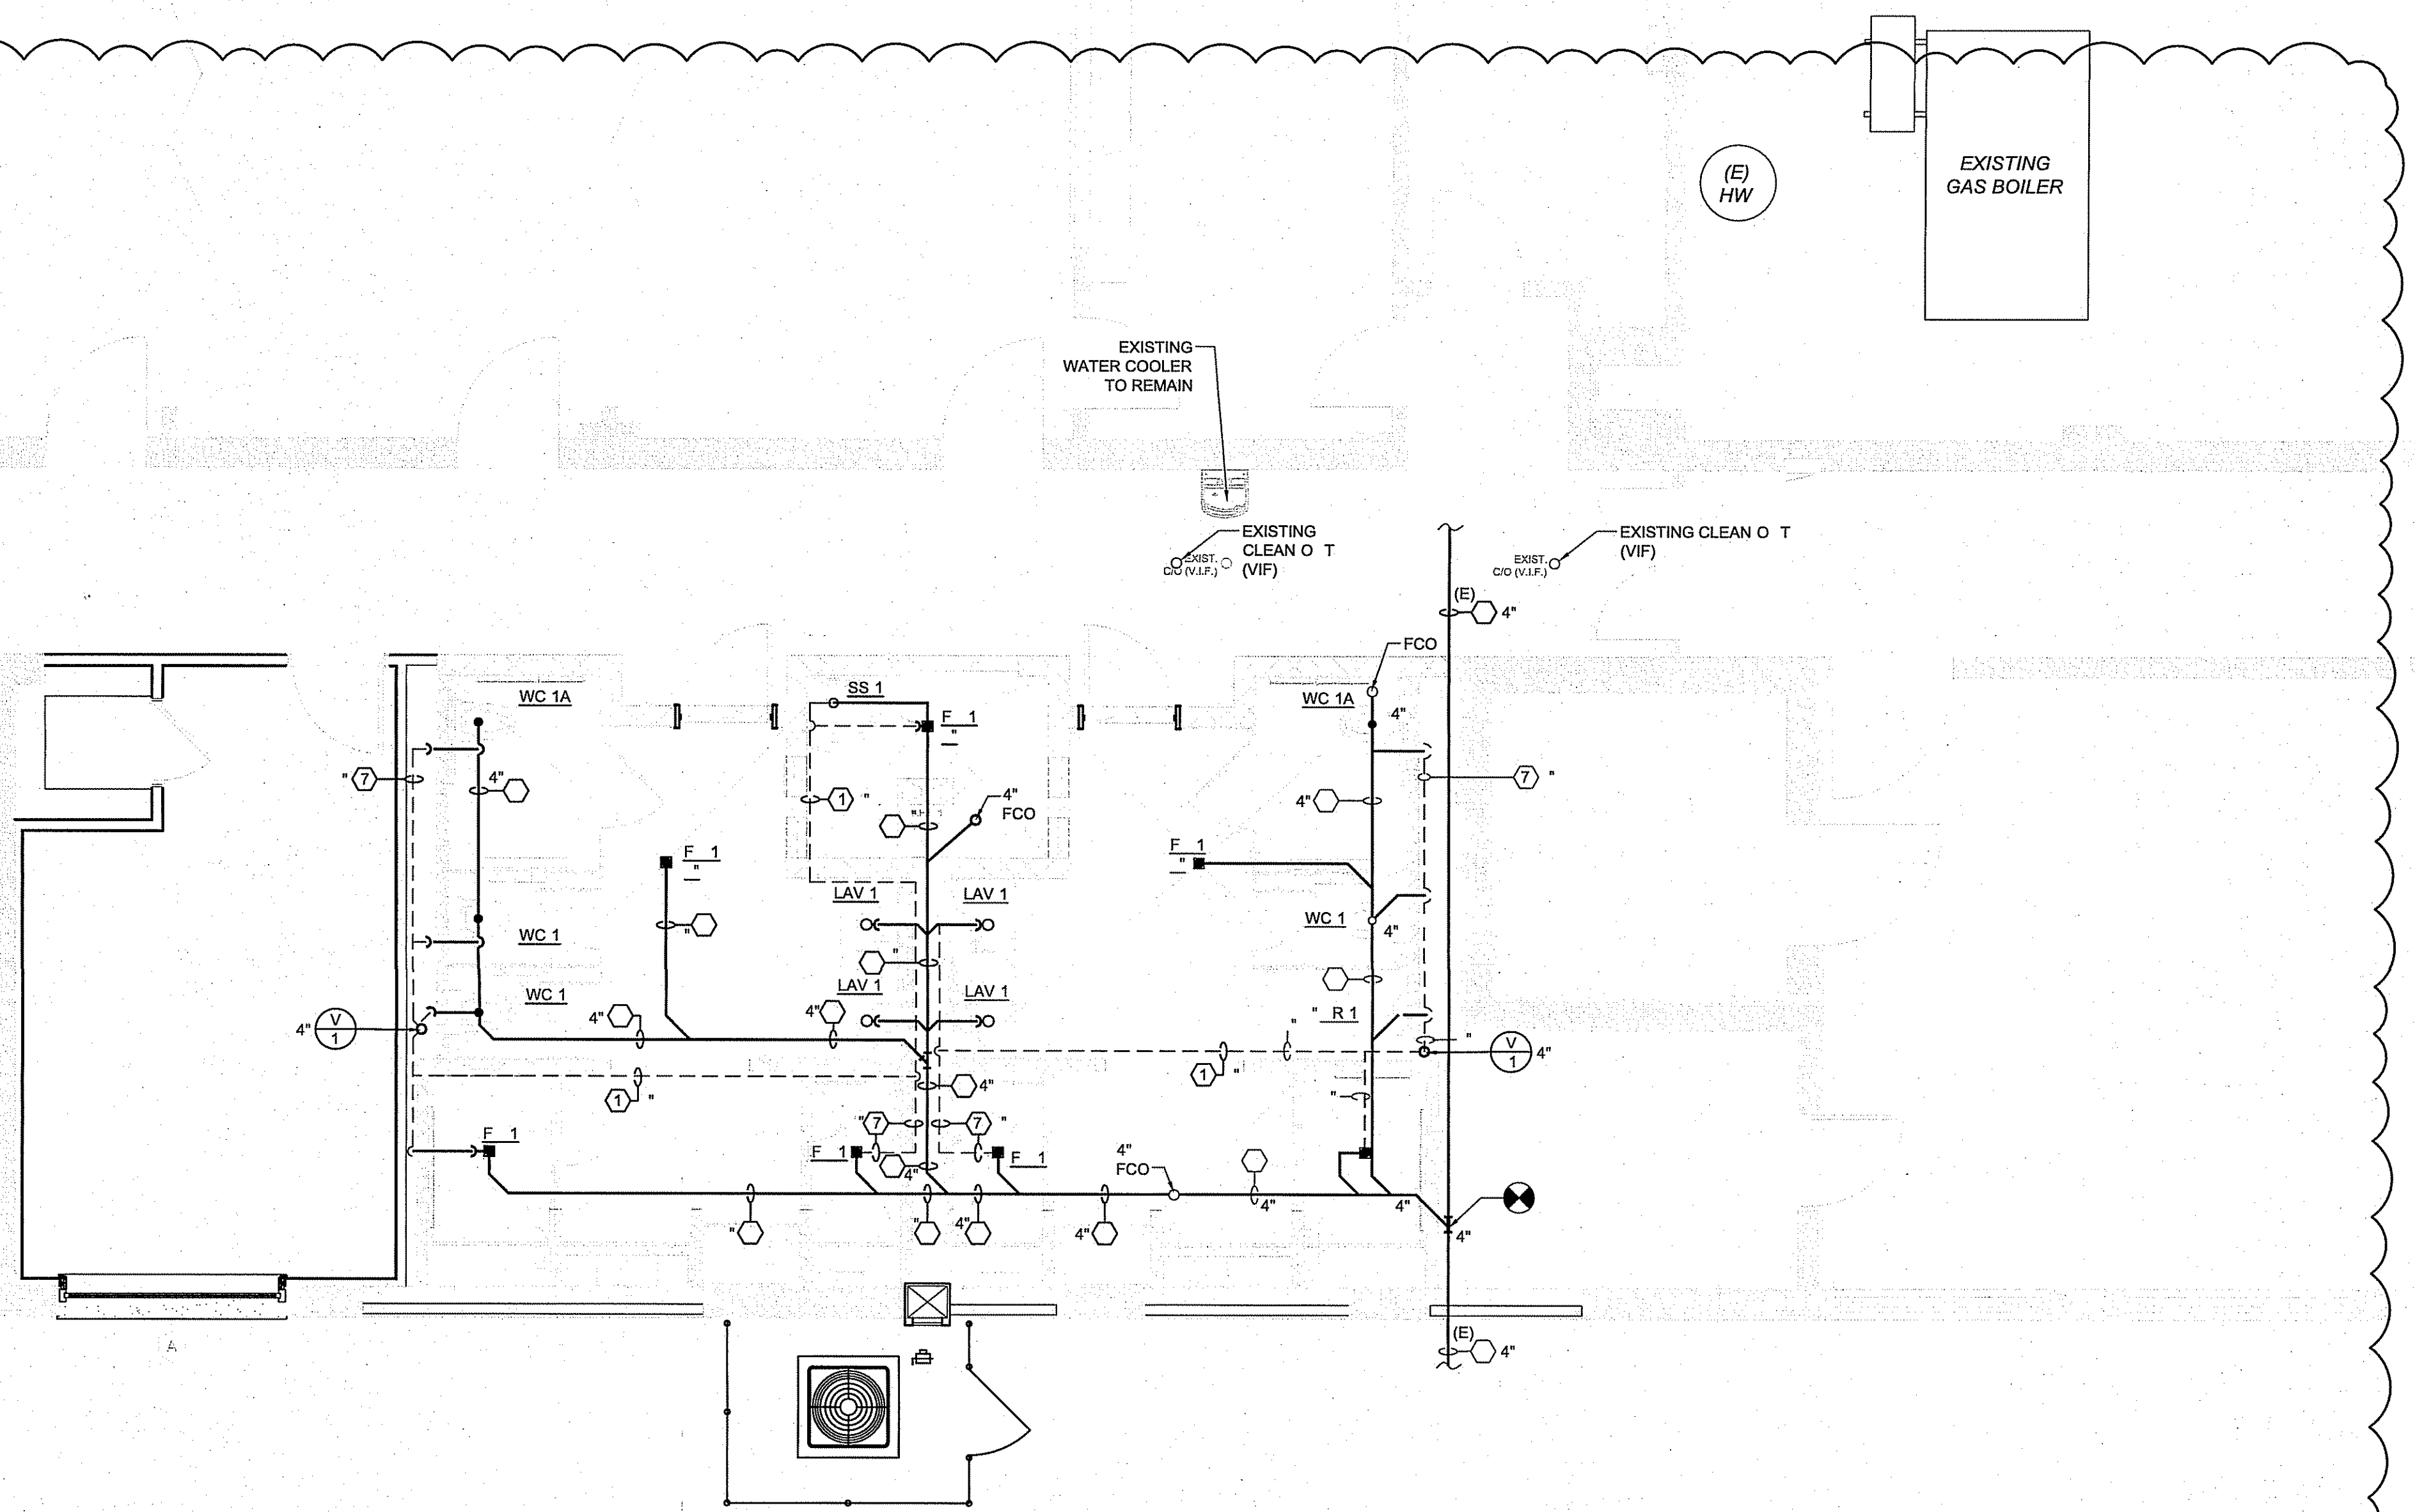 EXISTING
GAS BOILER
(E)
HW
EXISTING
WATER COOLER
TO REMAIN
EXISTING
CLEAN O T
(VIF)
EXIST.
C/O (V.I.F.)
EXISTING CLEAN O T
(VIF)
EXIST.
C/O (V.I.F.)
(E)
4"
FCO
WC 1A
SS 1
WC 1A
4"
F 1
"
" 7
4"
1 "
"
4"
FCO
4"
7 "
F 1
"
F 1
"
LAV 1
LAV 1
WC 1
4"
"
WC 1
"
LAV 1
LAV 1
WC 1
4"
4"
" R 1
"
"
4" V
1
V
1 4"
1 "
1 "
4"
"
" 7
7 "
F 1
F 1
F 1
4"
4"
FCO
4"
4"
"
"
4"
4"
4"
(E)
4"
A